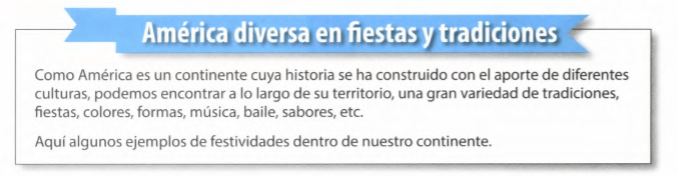 América diversa en fiestas y tradiciones
Como América es un continente cuya historia se ha construido con el aporte de diferentes
culturas, podemos encontrar a lo largo de su territorio, una gran variedad de tradiciones,
fiestas, colores, formas, música, baile, sabores, etc.
Aquí algunos ejemplos de festividades dentro de nuestro continente.